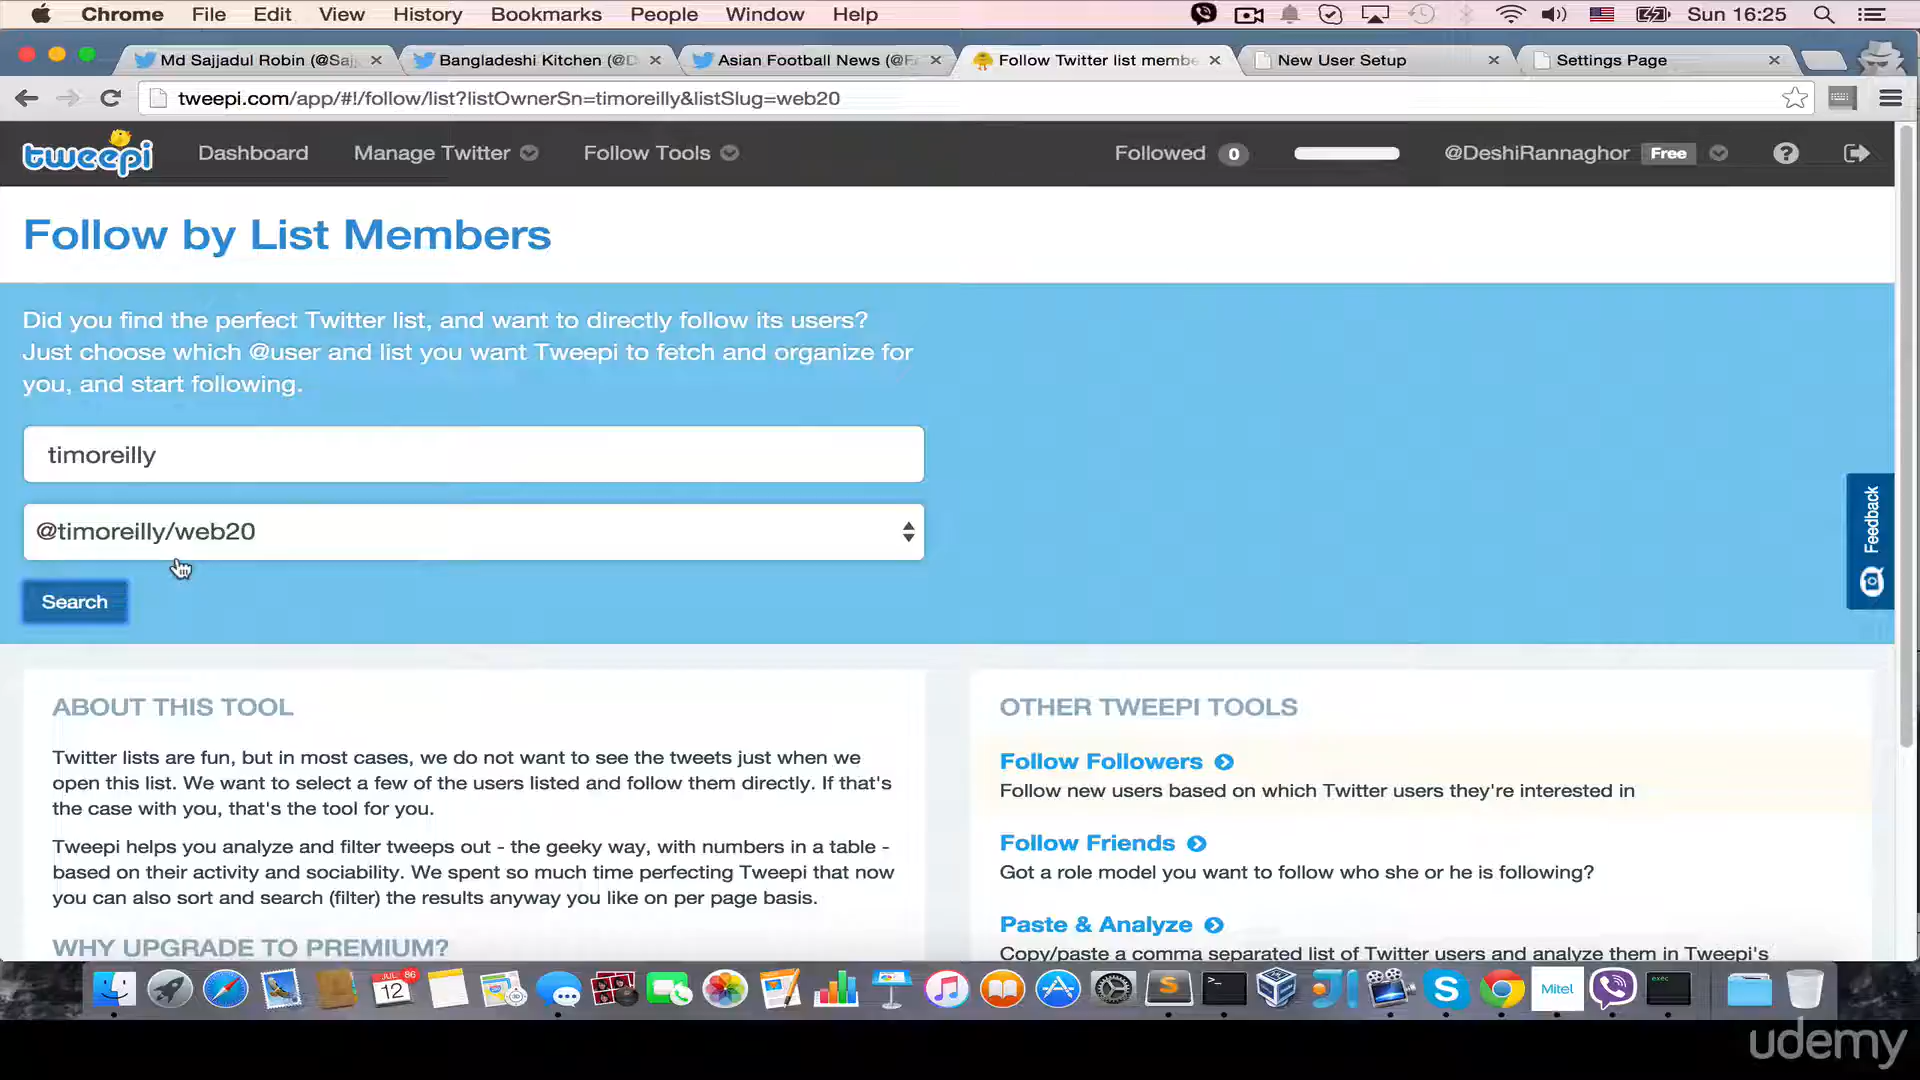 Chrome File Edit View History Bookmarks People Window Help Sun 16:25
Md Sajjadul Robin (@Saj Bangladeshi Kitchen (@D Asian Football News (@F Follow Twitter list membe New User Setup Settings Page
tweepi.com/app/#!/follow/list?listOwnerSn=timoreilly&listSlug=web20
tweepi Dashboard Manage Twitter Follow Tools Followed 0 @DeshiRannaghor Free ?
Follow by List Members
Did you find the perfect Twitter list, and want to directly follow its users?
Just choose which @user and list you want Tweepi to fetch and organize for
you, and start following.
timoreilly
@timoreilly/web20
Search
Feedback
ABOUT THIS TOOL
Twitter lists are fun, but in most cases, we do not want to see the tweets just when we
open this list. We want to select a few of the users listed and follow them directly. If that's
the case with you, that's the tool for you.
Tweepi helps you analyze and filter tweeps out - the geeky way, with numbers in a table -
based on their activity and sociability. We spent so much time perfecting Tweepi that now
you can also sort and search (filter) the results anyway you like on per page basis.
WHY UPGRADE TO PREMIUM?
OTHER TWEEPI TOOLS
Follow Followers
Follow new users based on which Twitter users they're interested in
Follow Friends
Got a role model you want to follow who she or he is following?
Paste & Analyze
Copy/paste a comma separated list of Twitter users and analyze them in Tweepi's
JUL 86
12
Mitel
exec
udemy